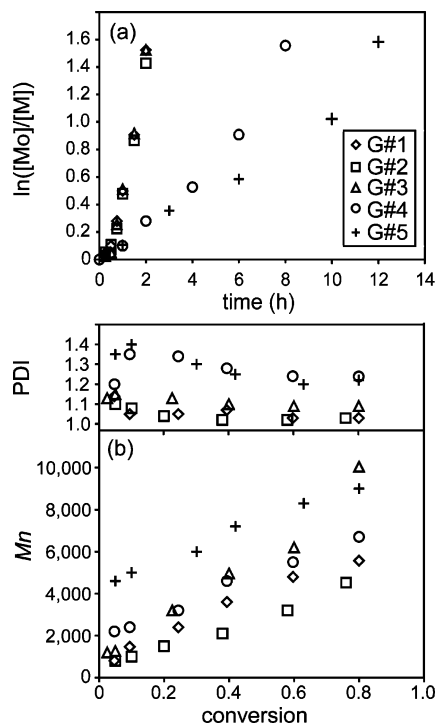 (a)
ln([Mo]/[M])
1.6
1.4
1.2
1.0
0.8
0.6
0.4
0.2
0.0
G#1
G#2
G#3
G#4
G#5
0 2 4 6 8 10 12 14
time (h)
PDI
1.4
1.3
1.2
1.1
1.0
(b)
Mn
10,000
8,000
6,000
4,000
2,000
0
0 0.2 0.4 0.6 0.8 1.0
conversion